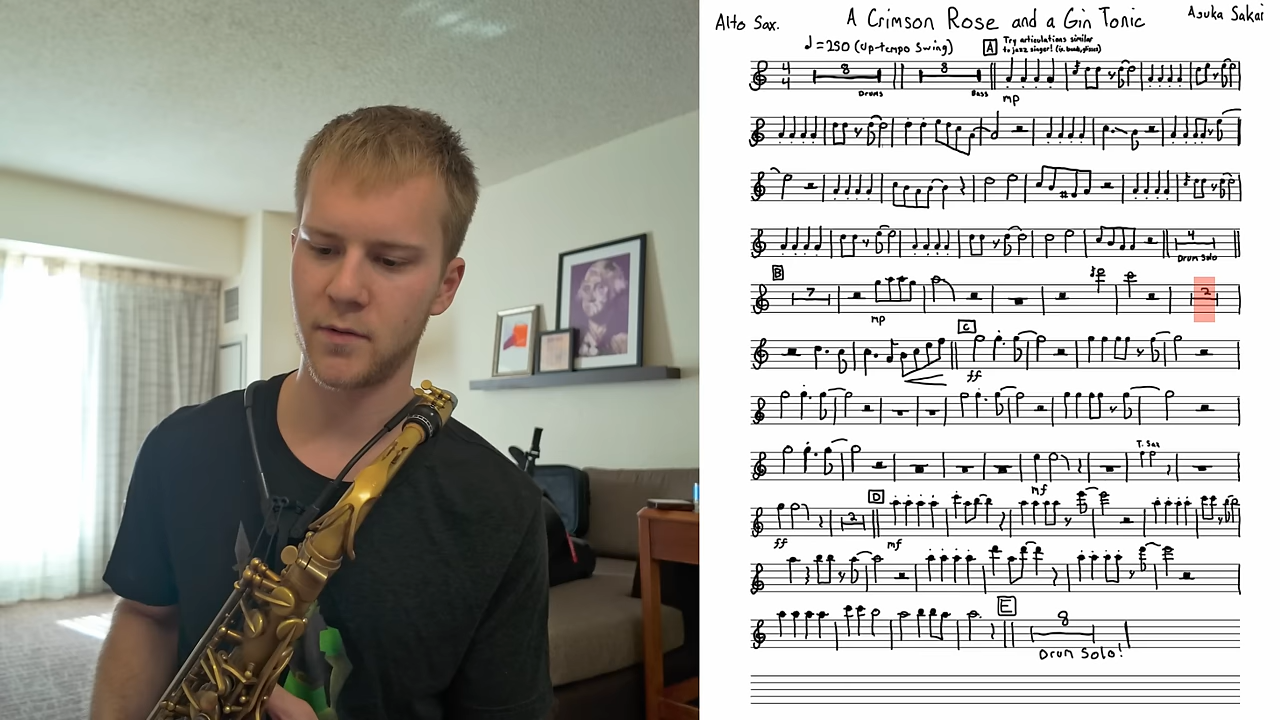 Alto Sax.
A Crimson Rose and a Gin Tonic
Asuka Sakai
♩=250 (Up-tempo Swing)
A
Try articulations similar
to jazz singer! (i.e. bends, glisses)
8
8
4
4
Drums
Bass
mp
4
Drum Solo
B
7
2
mp
C
ff
T. Sax
mf
D
2
ff
mf
E
8
Drum Solo!